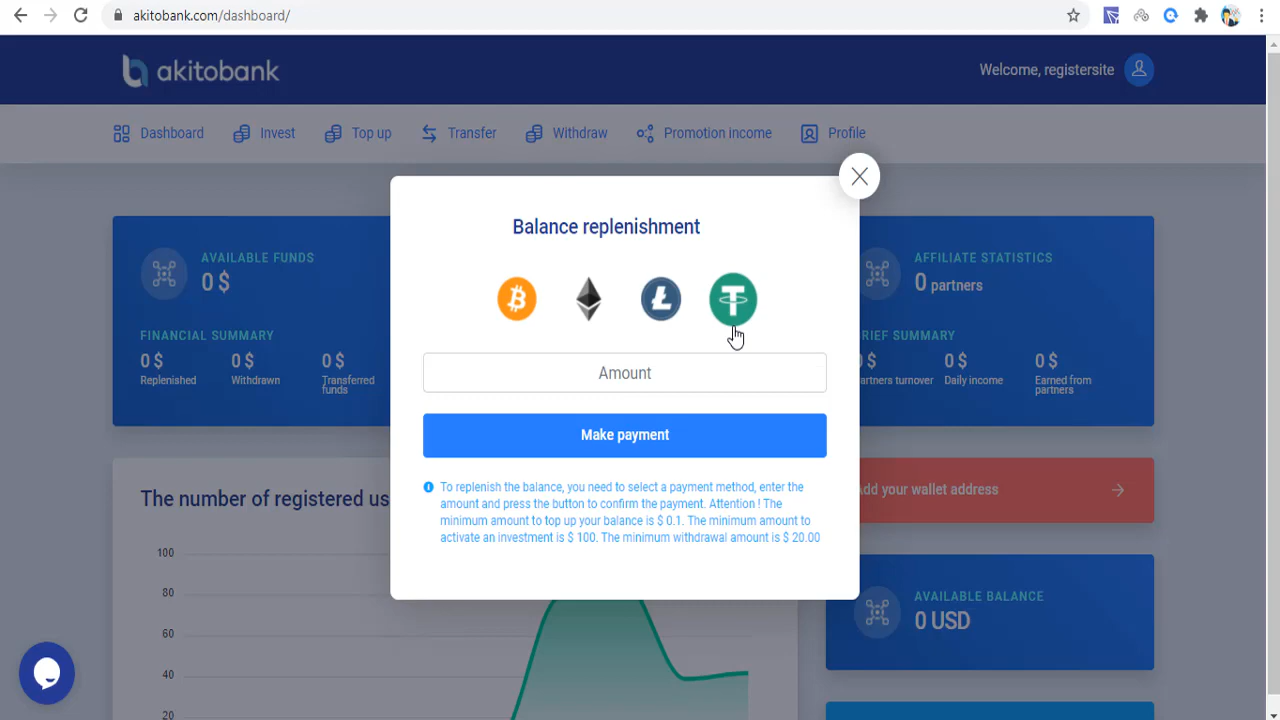 akitobank.com/dashboard/
akitobank
Welcome, registersite
Dashboard
Invest
Top up
Transfer
Withdraw
Promotion income
Profile
Balance replenishment
Amount
Make payment
To replenish the balance, you need to select a payment method, enter the
amount and press the button to confirm the payment. Attention ! The
minimum amount to top up your balance is $ 0.1. The minimum amount to
activate an investment is $ 100. The minimum withdrawal amount is $ 20.00
AVAILABLE FUNDS
0 $
FINANCIAL SUMMARY
0 $
Replenished
0 $
Withdrawn
0 $
Transferred
funds
AFFILIATE STATISTICS
0 partners
RIEF SUMMARY
$
artners turnover
0 $
Daily income
0 $
Earned from
partners
The number of registered us
100
80
60
40
20
Add your wallet address
AVAILABLE BALANCE
0 USD